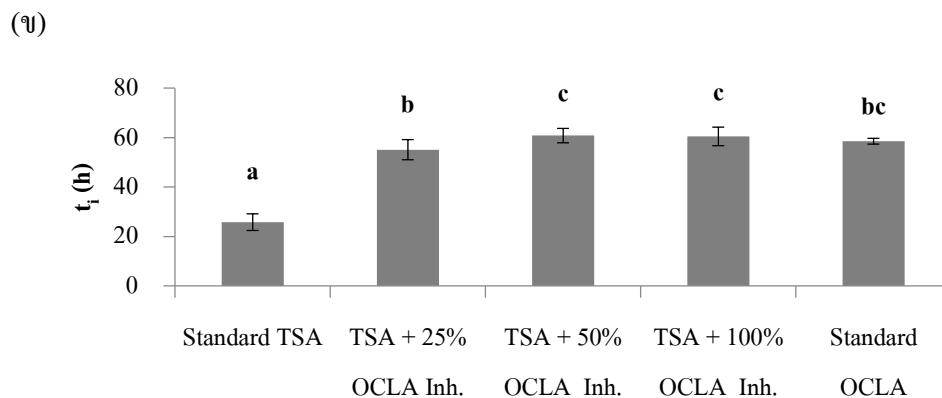 (ข)
80
60
40
20
0
t_i (h)
a
b
c
c
bc
Standard TSA
TSA + 25%
OCLA Inh.
TSA + 50%
OCLA Inh.
TSA + 100%
OCLA Inh.
Standard
OCLA